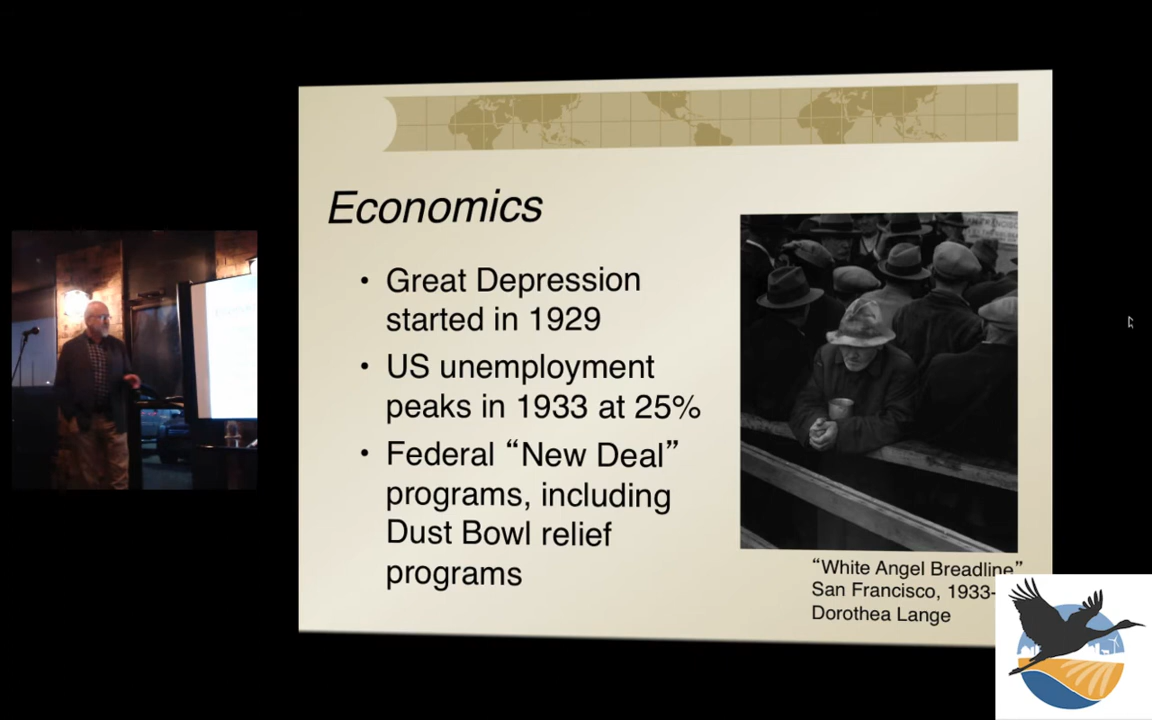 Economics
• Great Depression
started in 1929
• US unemployment
peaks in 1933 at 25%
• Federal “New Deal”
programs, including
Dust Bowl relief
programs
“White Angel Breadline”
San Francisco, 1933-
Dorothea Lange